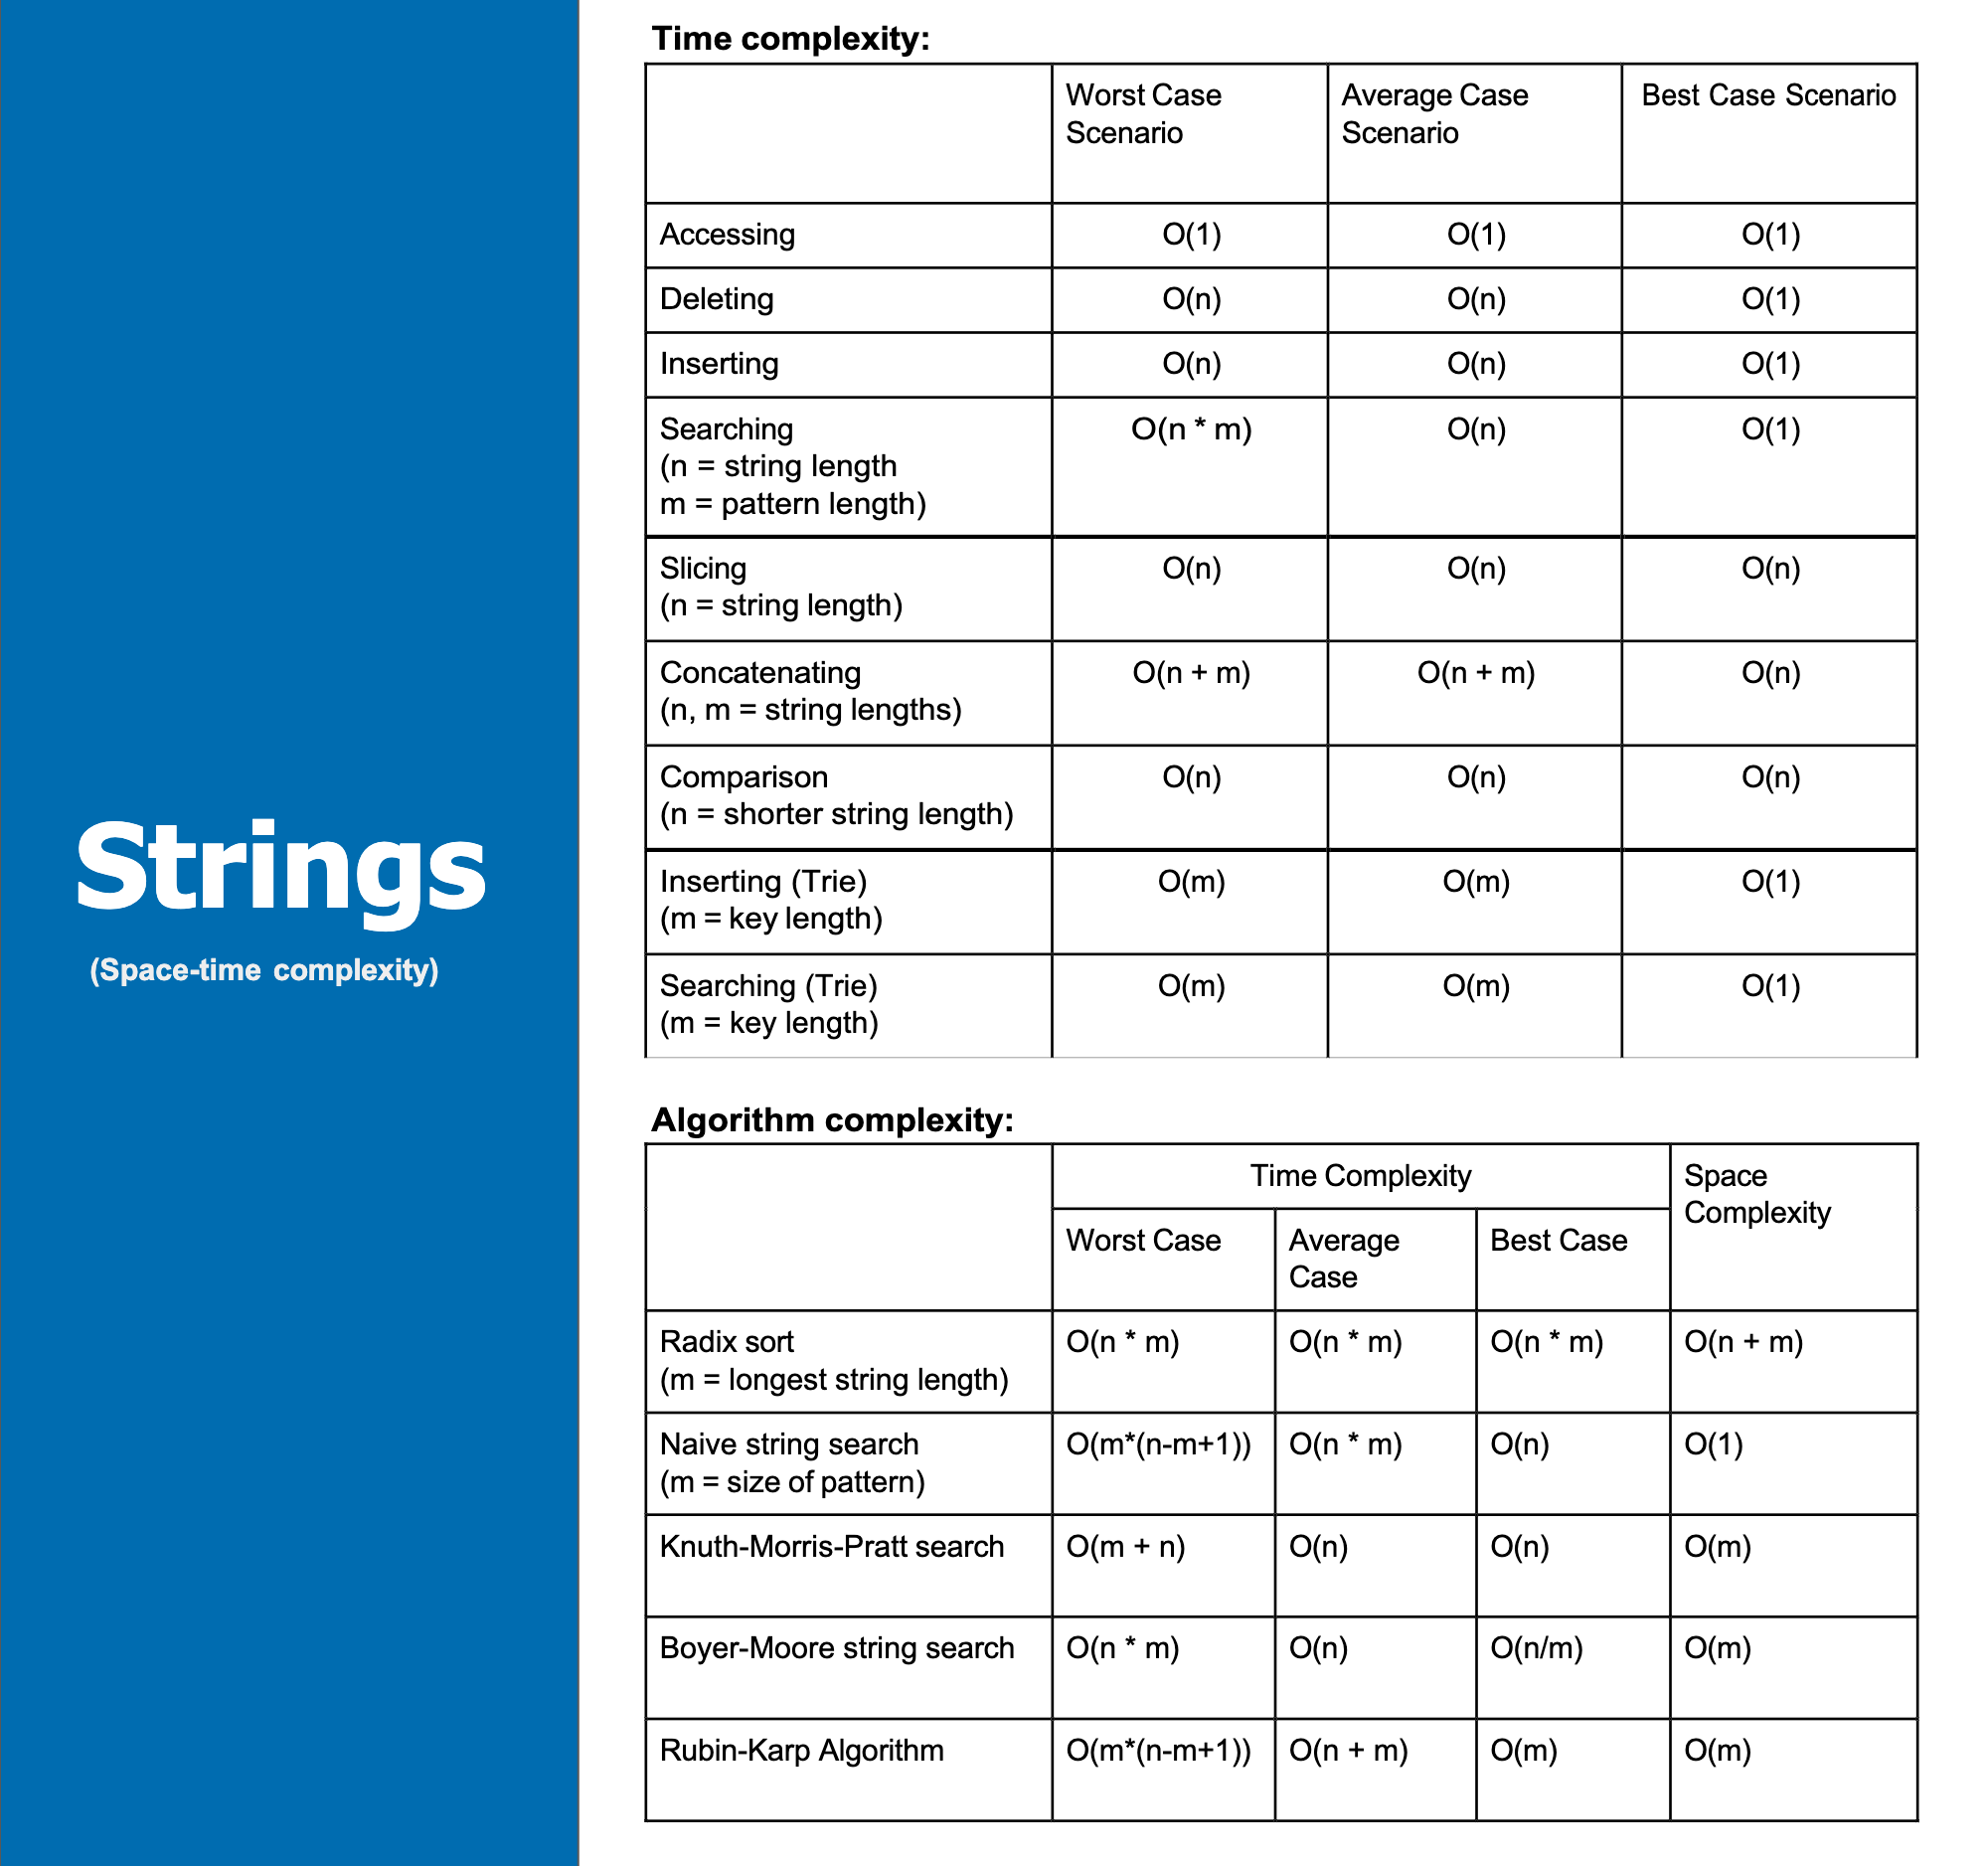 Strings
(Space-time complexity)
Time complexity:
Worst Case Scenario Average Case Scenario Best Case Scenario
Accessing O(1) O(1) O(1)
Deleting O(n) O(n) O(1)
Inserting O(n) O(n) O(1)
Searching O(n * m) O(n) O(1)
(n = string length
m = pattern length)
Slicing O(n) O(n) O(n)
(n = string length)
Concatenating O(n + m) O(n + m) O(n)
(n, m = string lengths)
Comparison O(n) O(n) O(n)
(n = shorter string length)
Inserting (Trie) O(m) O(m) O(1)
(m = key length)
Searching (Trie) O(m) O(m) O(1)
(m = key length)
Algorithm complexity:
Time Complexity Space Complexity
Worst Case Average Case Best Case
Radix sort O(n * m) O(n * m) O(n * m) O(n + m)
(m = longest string length)
Naive string search O(m*(n-m+1)) O(n * m) O(n) O(1)
(m = size of pattern)
Knuth-Morris-Pratt search O(m + n) O(n) O(n) O(m)
Boyer-Moore string search O(n * m) O(n) O(n/m) O(m)
Rubin-Karp Algorithm O(m*(n-m+1)) O(n + m) O(m) O(m)